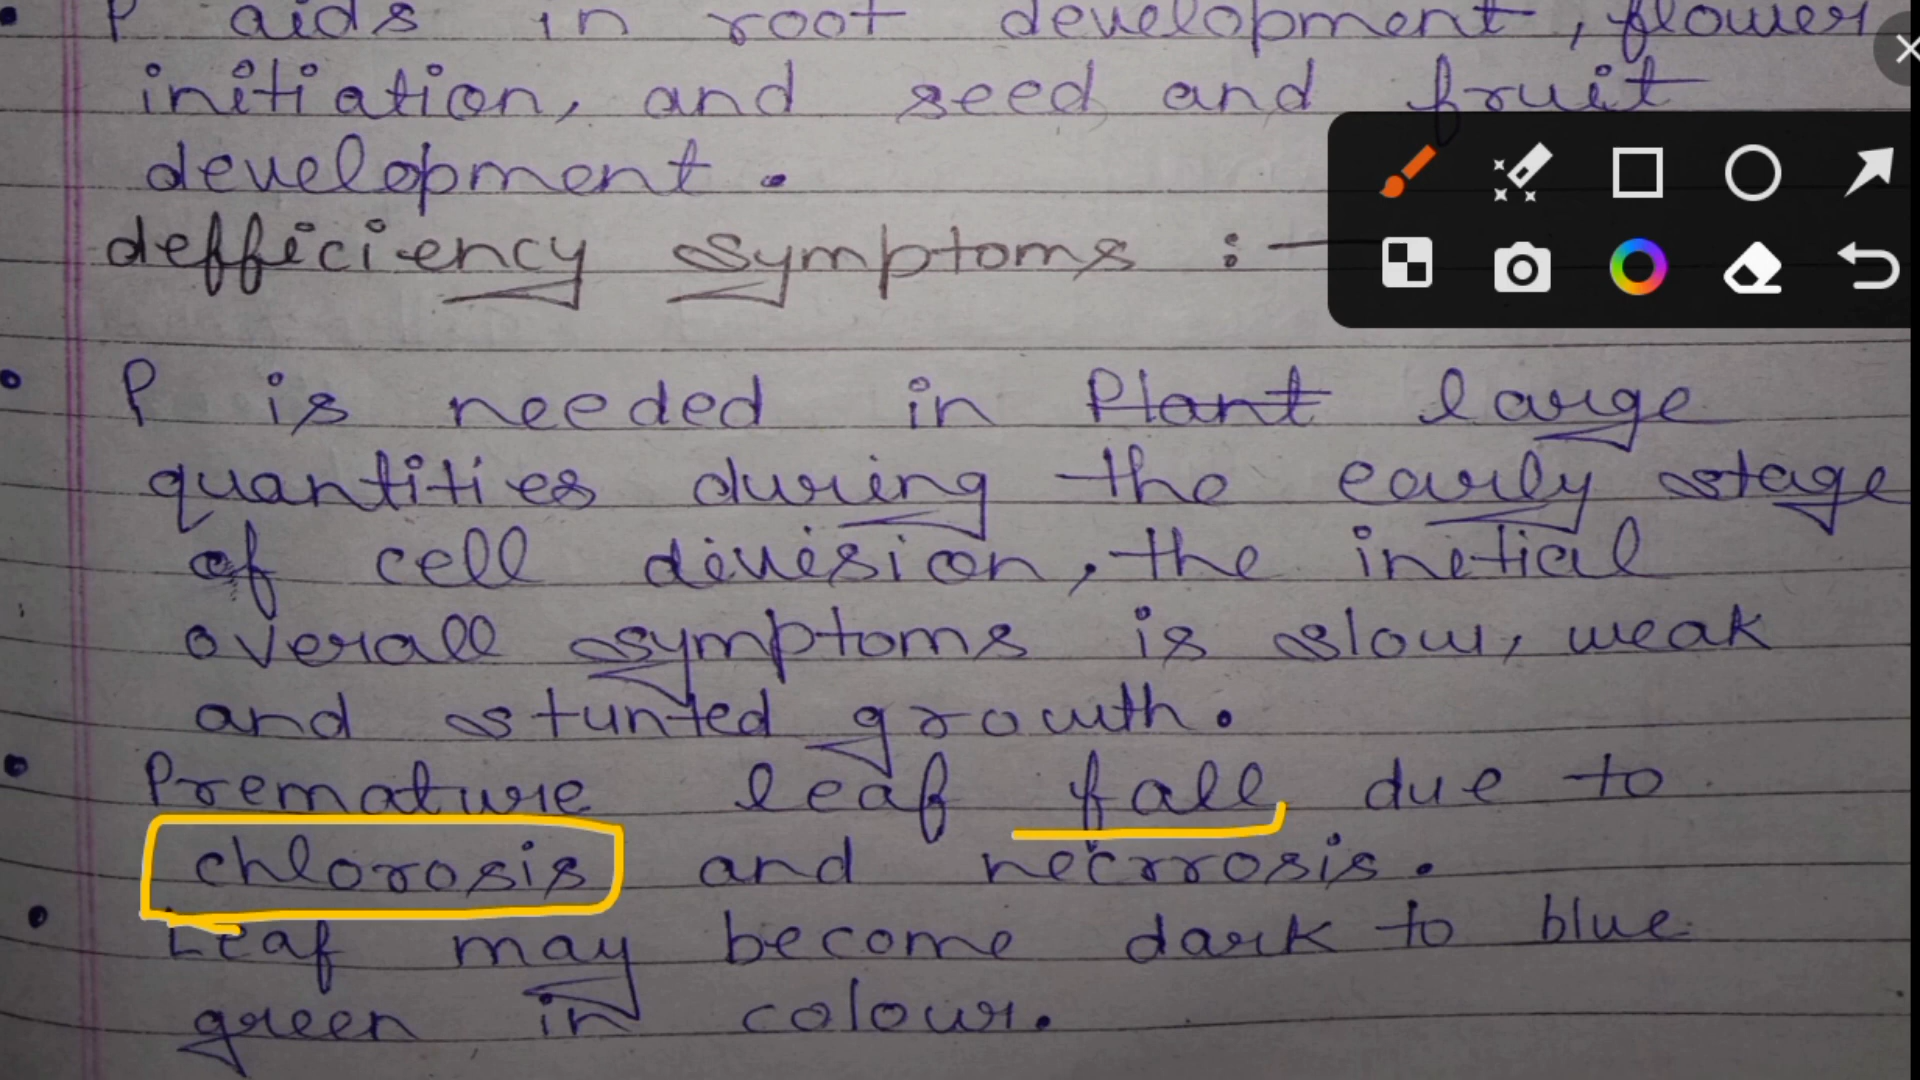 • P aids in root development, flower
initiation, and seed and fruit
development.
defficiency symptoms :-
• P is needed in Plant large
quantities during the early stage
of cell division, the initial
overall symptoms is slow, weak
and stunted growth.
• Premature leaf fall due to
chlorosis and necrrosis.
• Leaf may become dark to blue
green in colour.